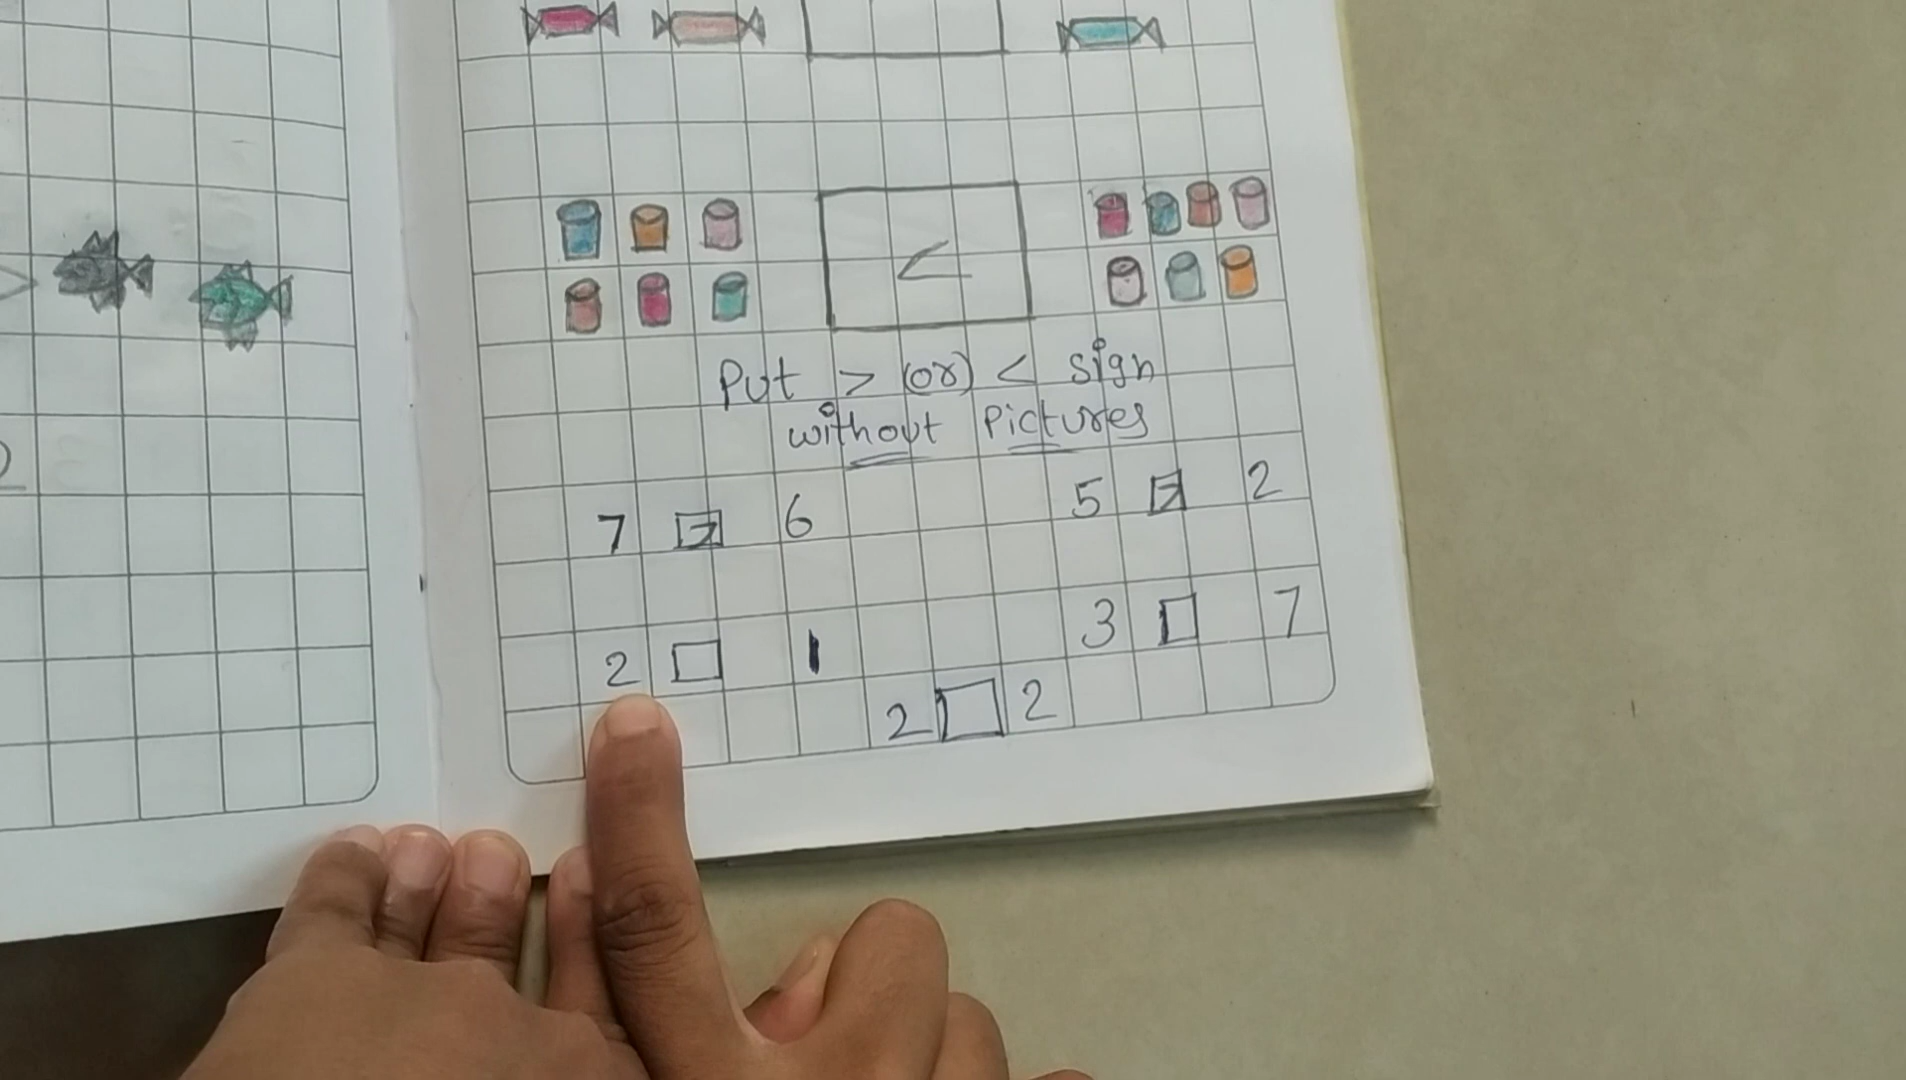 >
<
Put > (or) < sign
without pictures
7 > 6 5 > 2
2 □ 1 3 □ 7
2 □ 2